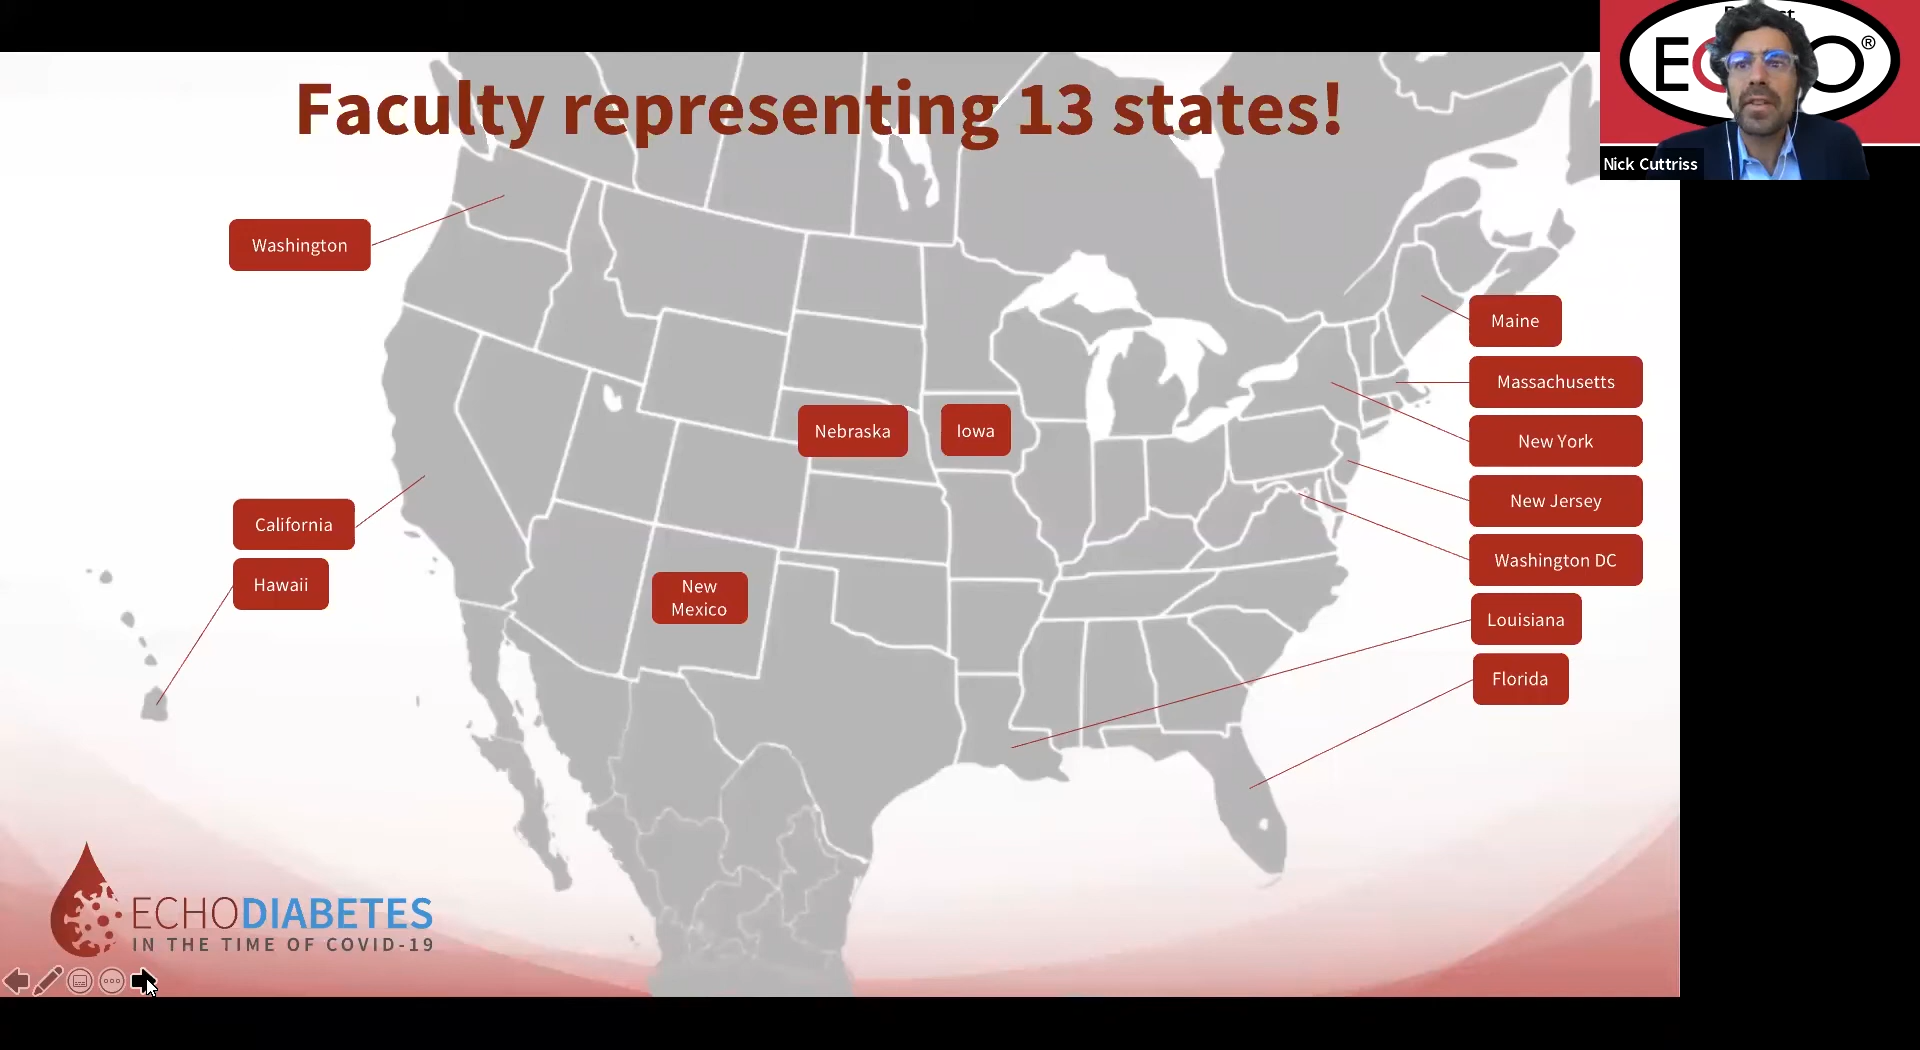 Faculty representing 13 states!
ECHO®
Nick Cuttriss
Washington
Maine
Massachusetts
Nebraska
Iowa
New York
New Jersey
California
Washington DC
Hawaii
New
Mexico
Louisiana
Florida
ECHODIABETES
IN THE TIME OF COVID-19